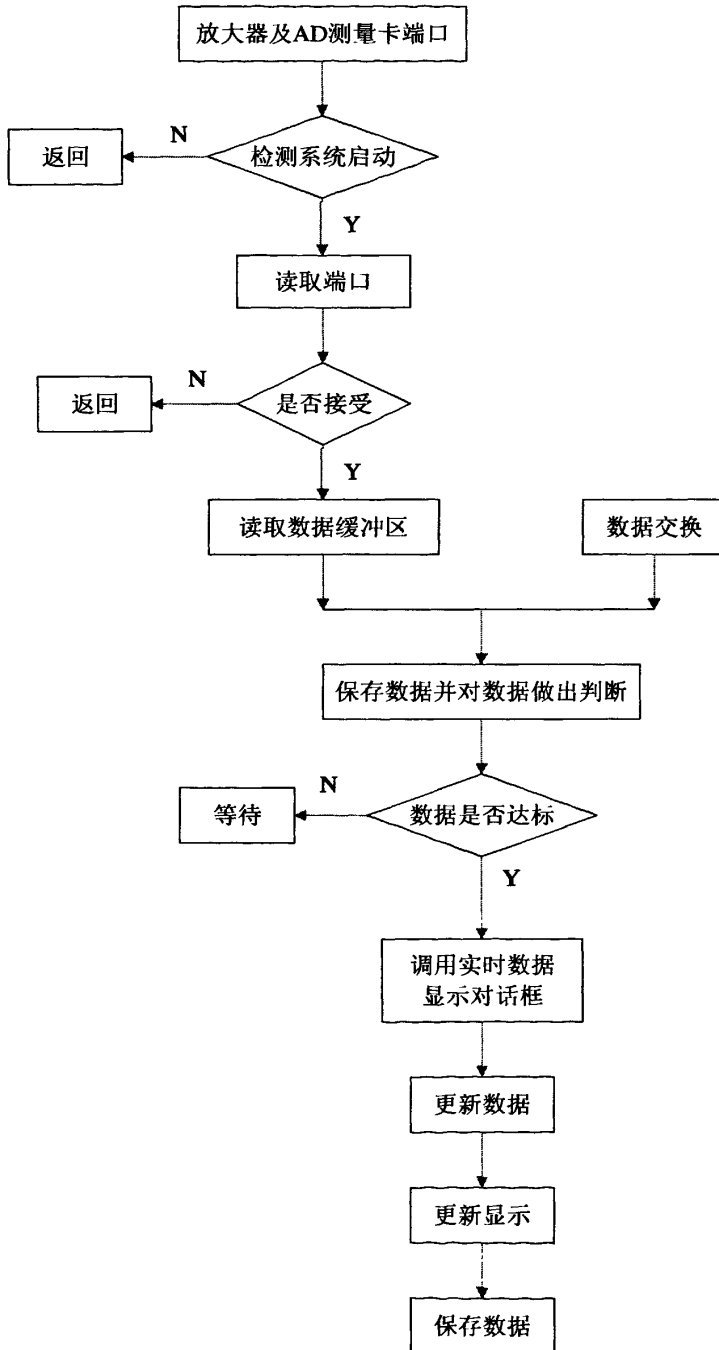 放大器及AD测量卡端口
N
返回
检测系统启动
Y
读取端口
N
返回
是否接受
Y
读取数据缓冲区
数据交换
保存数据并对数据做出判断
N
等待
数据是否达标
Y
调用实时数据
显示对话框
更新数据
更新显示
保存数据